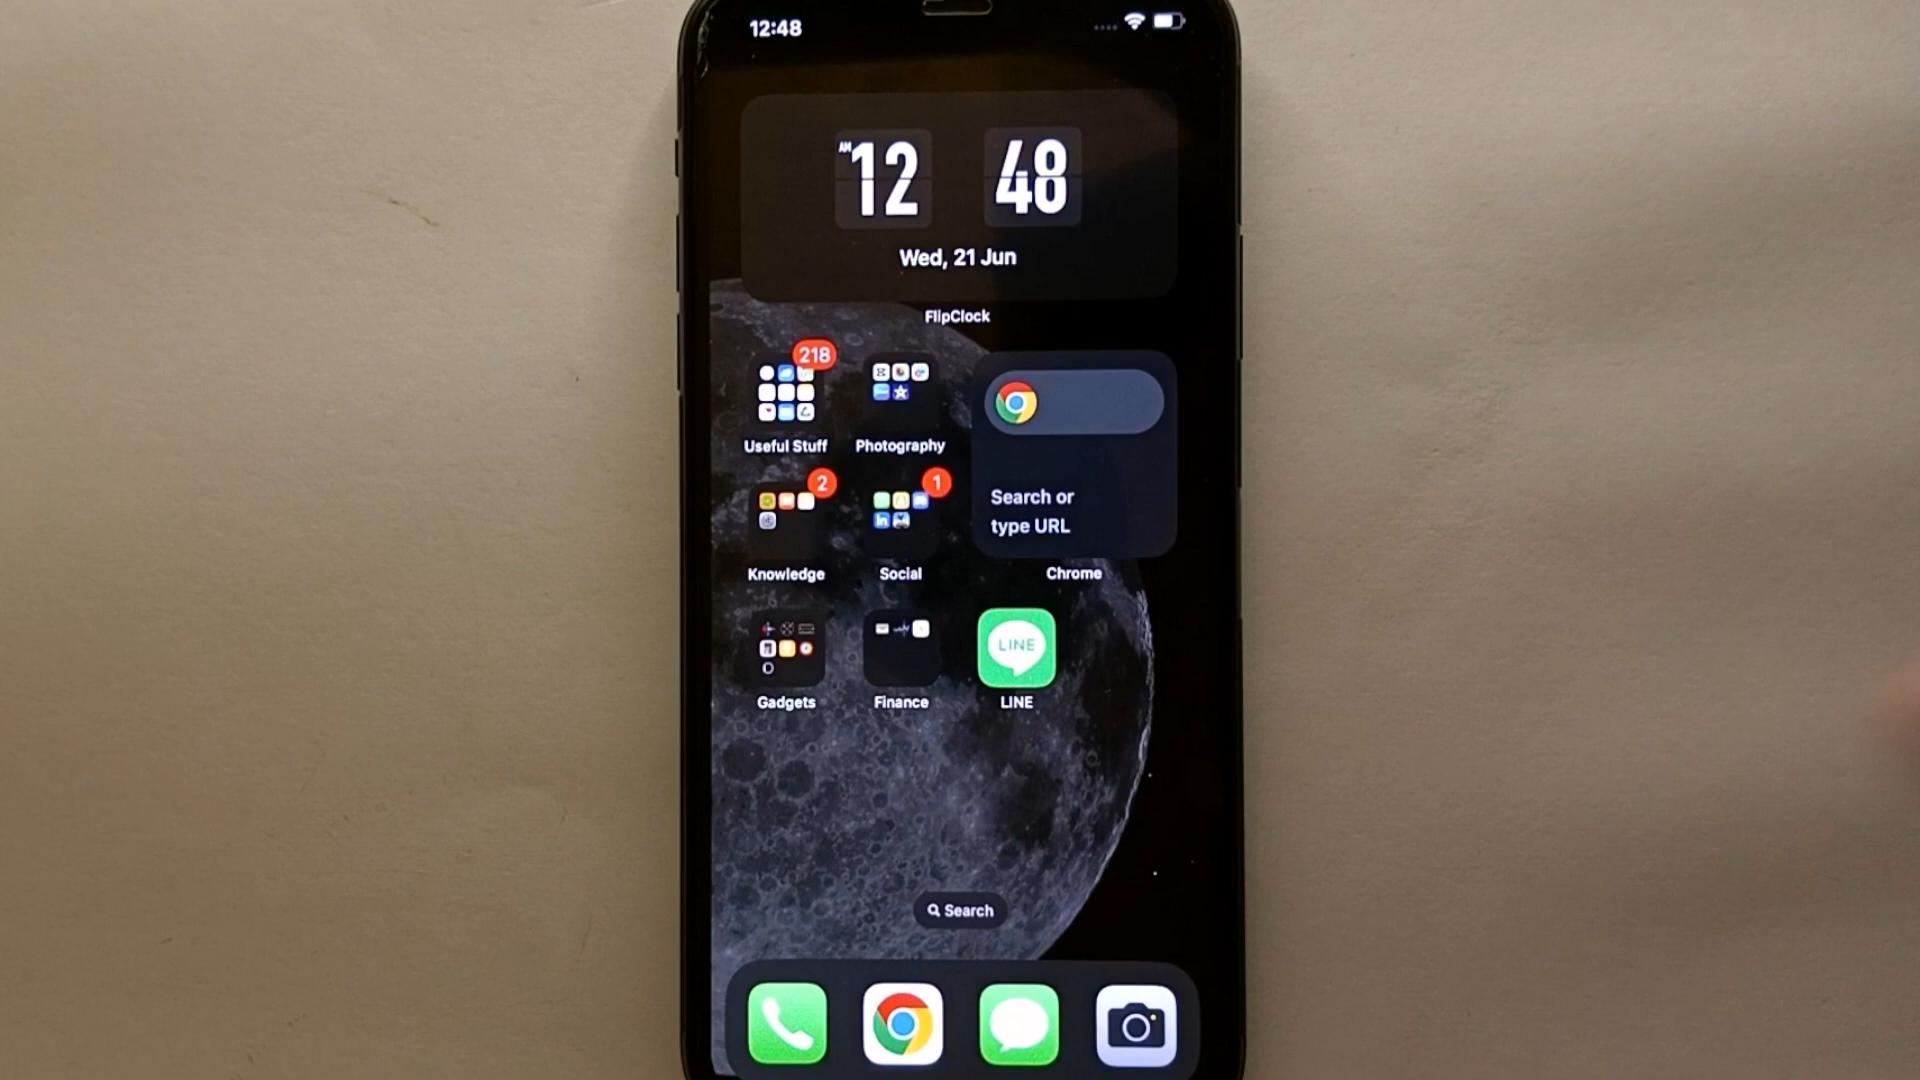 12:48
AM
12 48
Wed, 21 Jun
FlipClock
218
Useful Stuff
Photography
Search or
type URL
Chrome
2
Knowledge
1
in
Social
Gadgets
Finance
LINE
LINE
Search